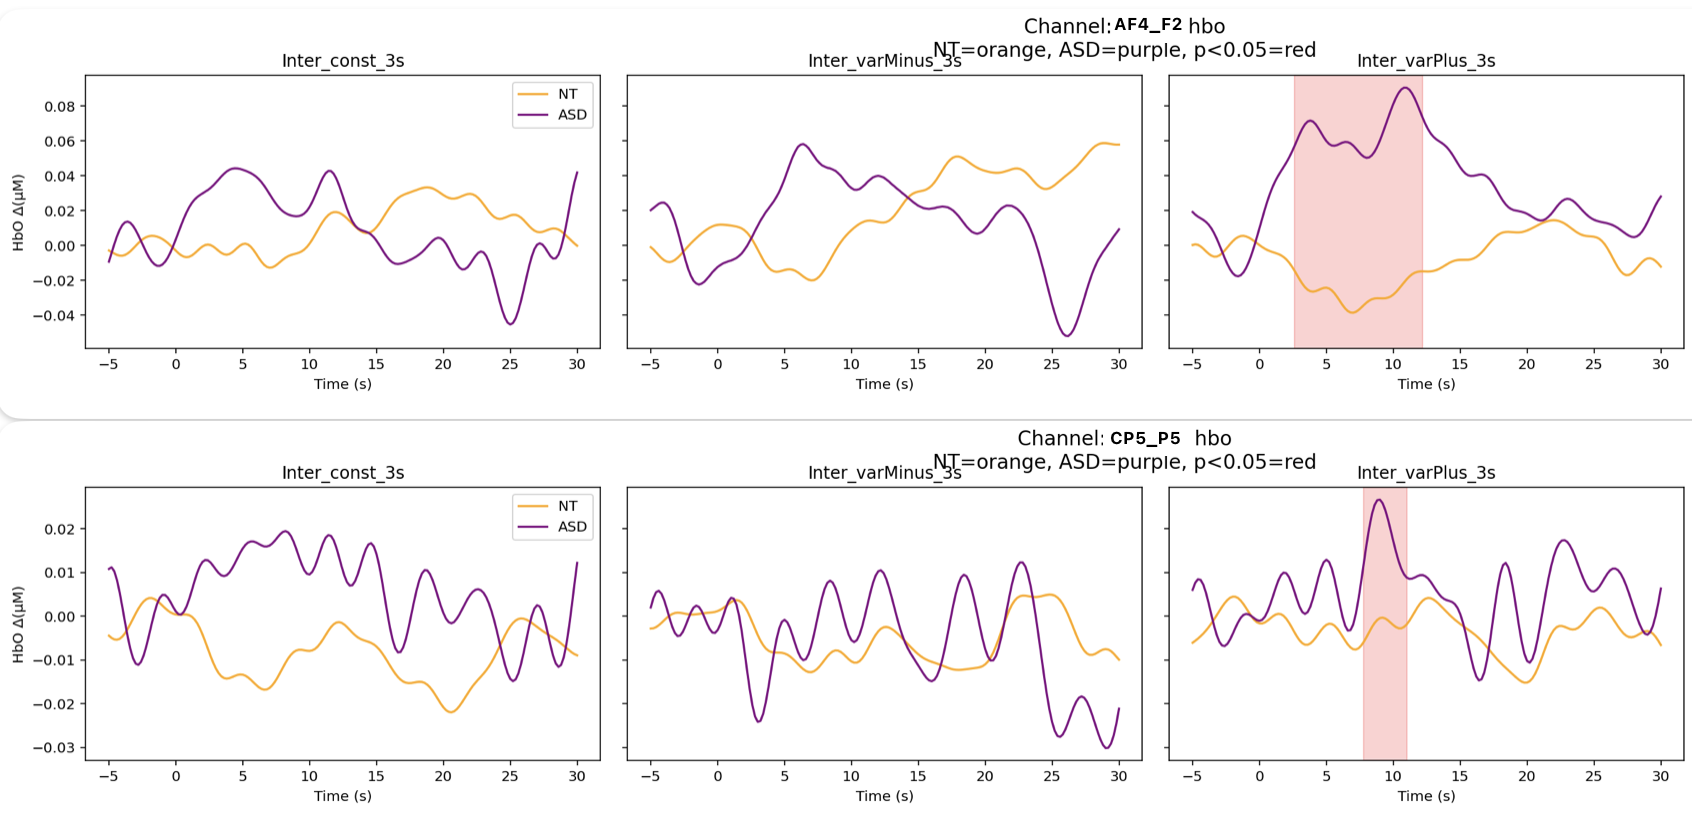 Channel: AF4_F2 hbo
NT=orange, ASD=purple, p<0.05=red
Inter_const_3s
Inter_varMinus_3s
Inter_varPlus_3s
NT
ASD
HbO Δ(μM)
0.08
0.06
0.04
0.02
0.00
−0.02
−0.04
−5 0 5 10 15 20 25 30
−5 0 5 10 15 20 25 30
−5 0 5 10 15 20 25 30
Time (s)
Time (s)
Time (s)
Channel: CP5_P5 hbo
NT=orange, ASD=purple, p<0.05=red
Inter_const_3s
Inter_varMinus_3s
Inter_varPlus_3s
NT
ASD
HbO Δ(μM)
0.02
0.01
0.00
−0.01
−0.02
−0.03
−5 0 5 10 15 20 25 30
−5 0 5 10 15 20 25 30
−5 0 5 10 15 20 25 30
Time (s)
Time (s)
Time (s)